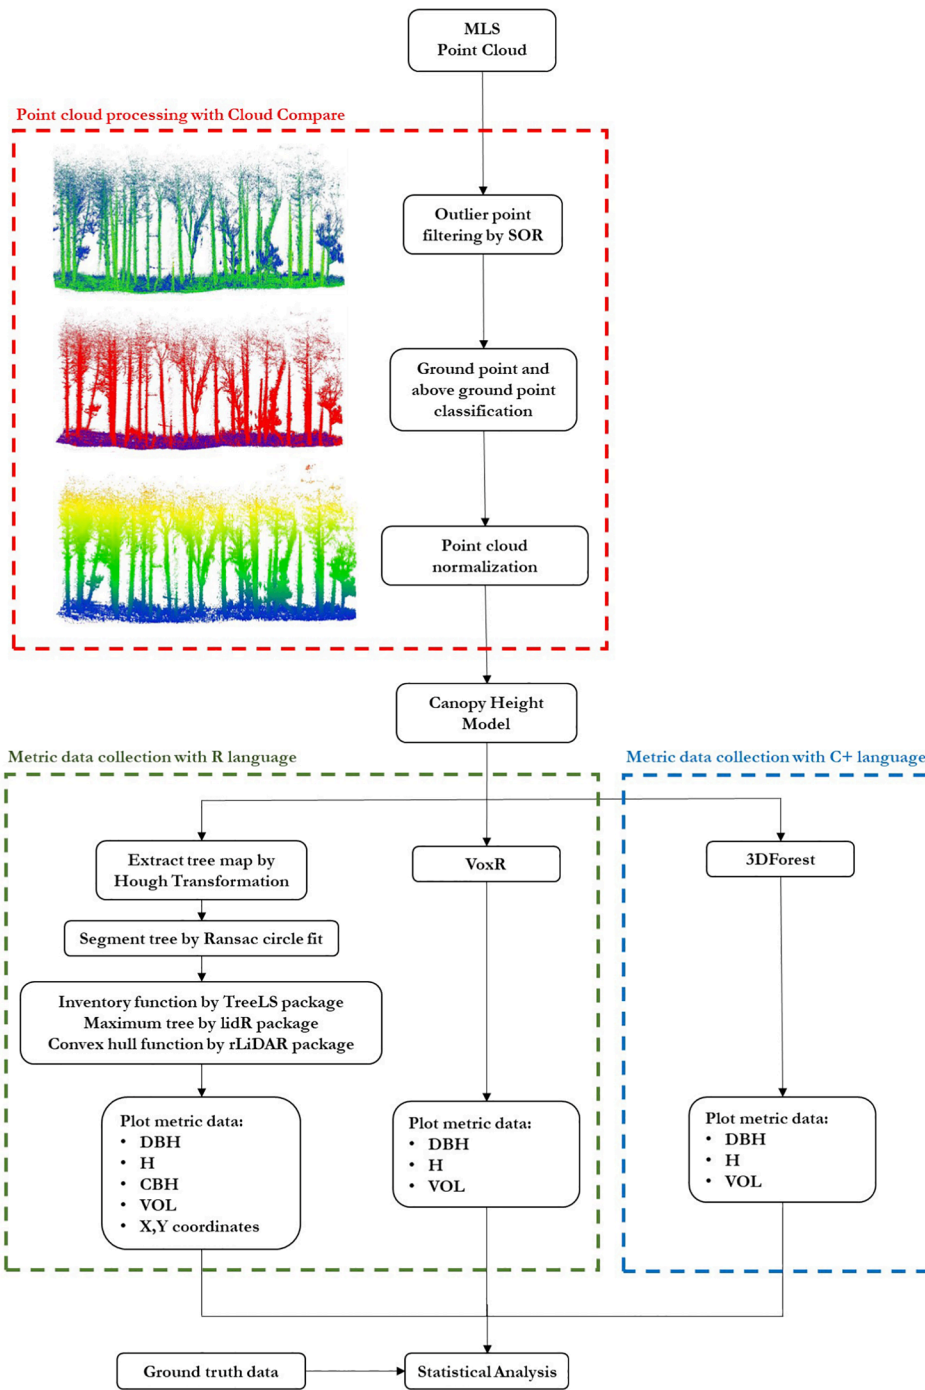 MLS
Point Cloud
Point cloud processing with Cloud Compare
Outlier point
filtering by SOR
Ground point and
above ground point
classification
Point cloud
normalization
Canopy Height
Model
Metric data collection with R language
Metric data collection with C+ language
Extract tree map by
Hough Transformation
VoxR
3DForest
Segment tree by Ransac circle fit
Inventory function by TreeLS package
Maximum tree by lidR package
Convex hull function by rLiDAR package
Plot metric data:
• DBH
• H
• CBH
• VOL
• X,Y coordinates
Plot metric data:
• DBH
• H
• VOL
Plot metric data:
• DBH
• H
• VOL
Ground truth data
Statistical Analysis